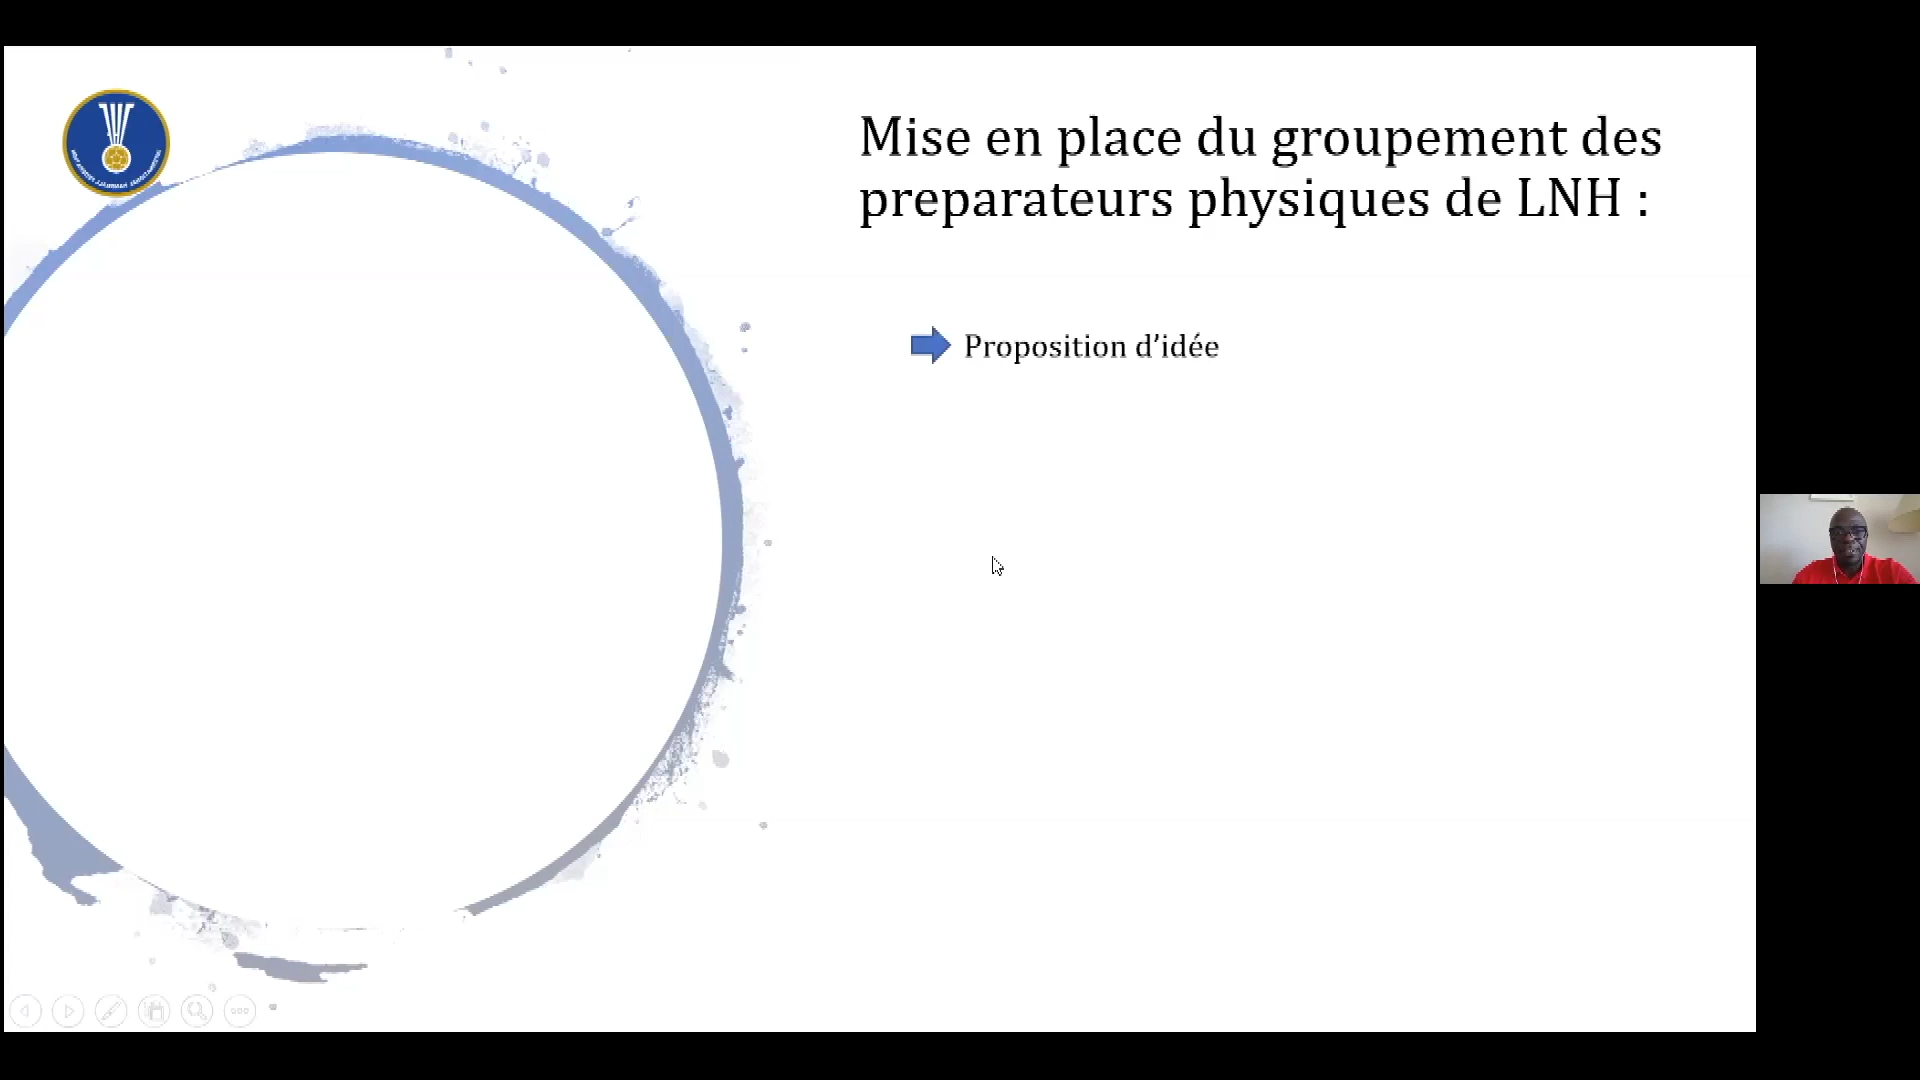 Mise en place du groupement des
preparateurs physiques de LNH :
Proposition d’idée